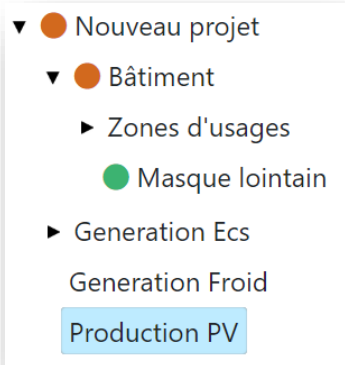 Nouveau projet
Bâtiment
Zones d'usages
Masque lointain
Generation Ecs
Generation Froid
Production PV